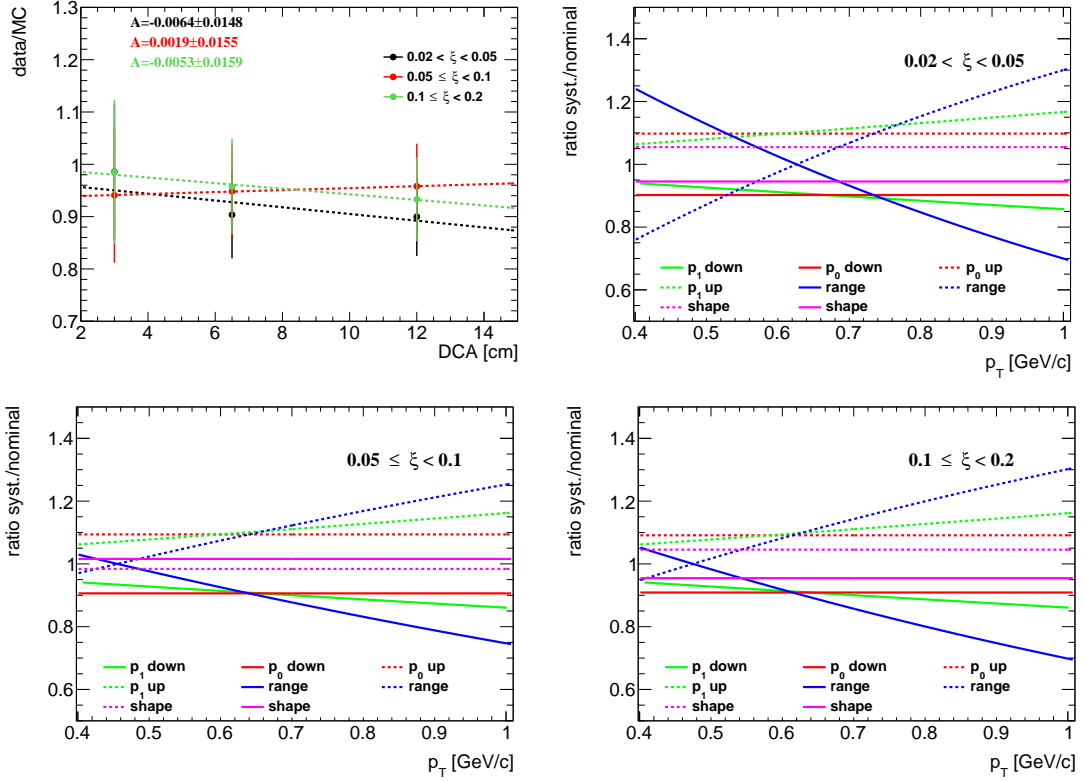 data/MC
1.3
1.2
1.1
1
0.9
0.8
0.7
A=-0.0064±0.0148
A=0.0019±0.0155
A=-0.0053±0.0159
0.02 < ξ < 0.05
0.05 ≤ ξ < 0.1
0.1 ≤ ξ < 0.2
2 4 6 8 10 12 14
DCA [cm]
ratio syst./nominal
1.4
1.2
1
0.8
0.6
0.02 < ξ < 0.05
p₁ down p₀ down p₀ up
p₁ up range range
shape shape
0.4 0.5 0.6 0.7 0.8 0.9 1
p_T [GeV/c]
ratio syst./nominal
1.4
1.2
1
0.8
0.6
0.05 ≤ ξ < 0.1
p₁ down p₀ down p₀ up
p₁ up range range
shape shape
0.4 0.5 0.6 0.7 0.8 0.9 1
p_T [GeV/c]
ratio syst./nominal
1.4
1.2
1
0.8
0.6
0.1 ≤ ξ < 0.2
p₁ down p₀ down p₀ up
p₁ up range range
shape shape
0.4 0.5 0.6 0.7 0.8 0.9 1
p_T [GeV/c]